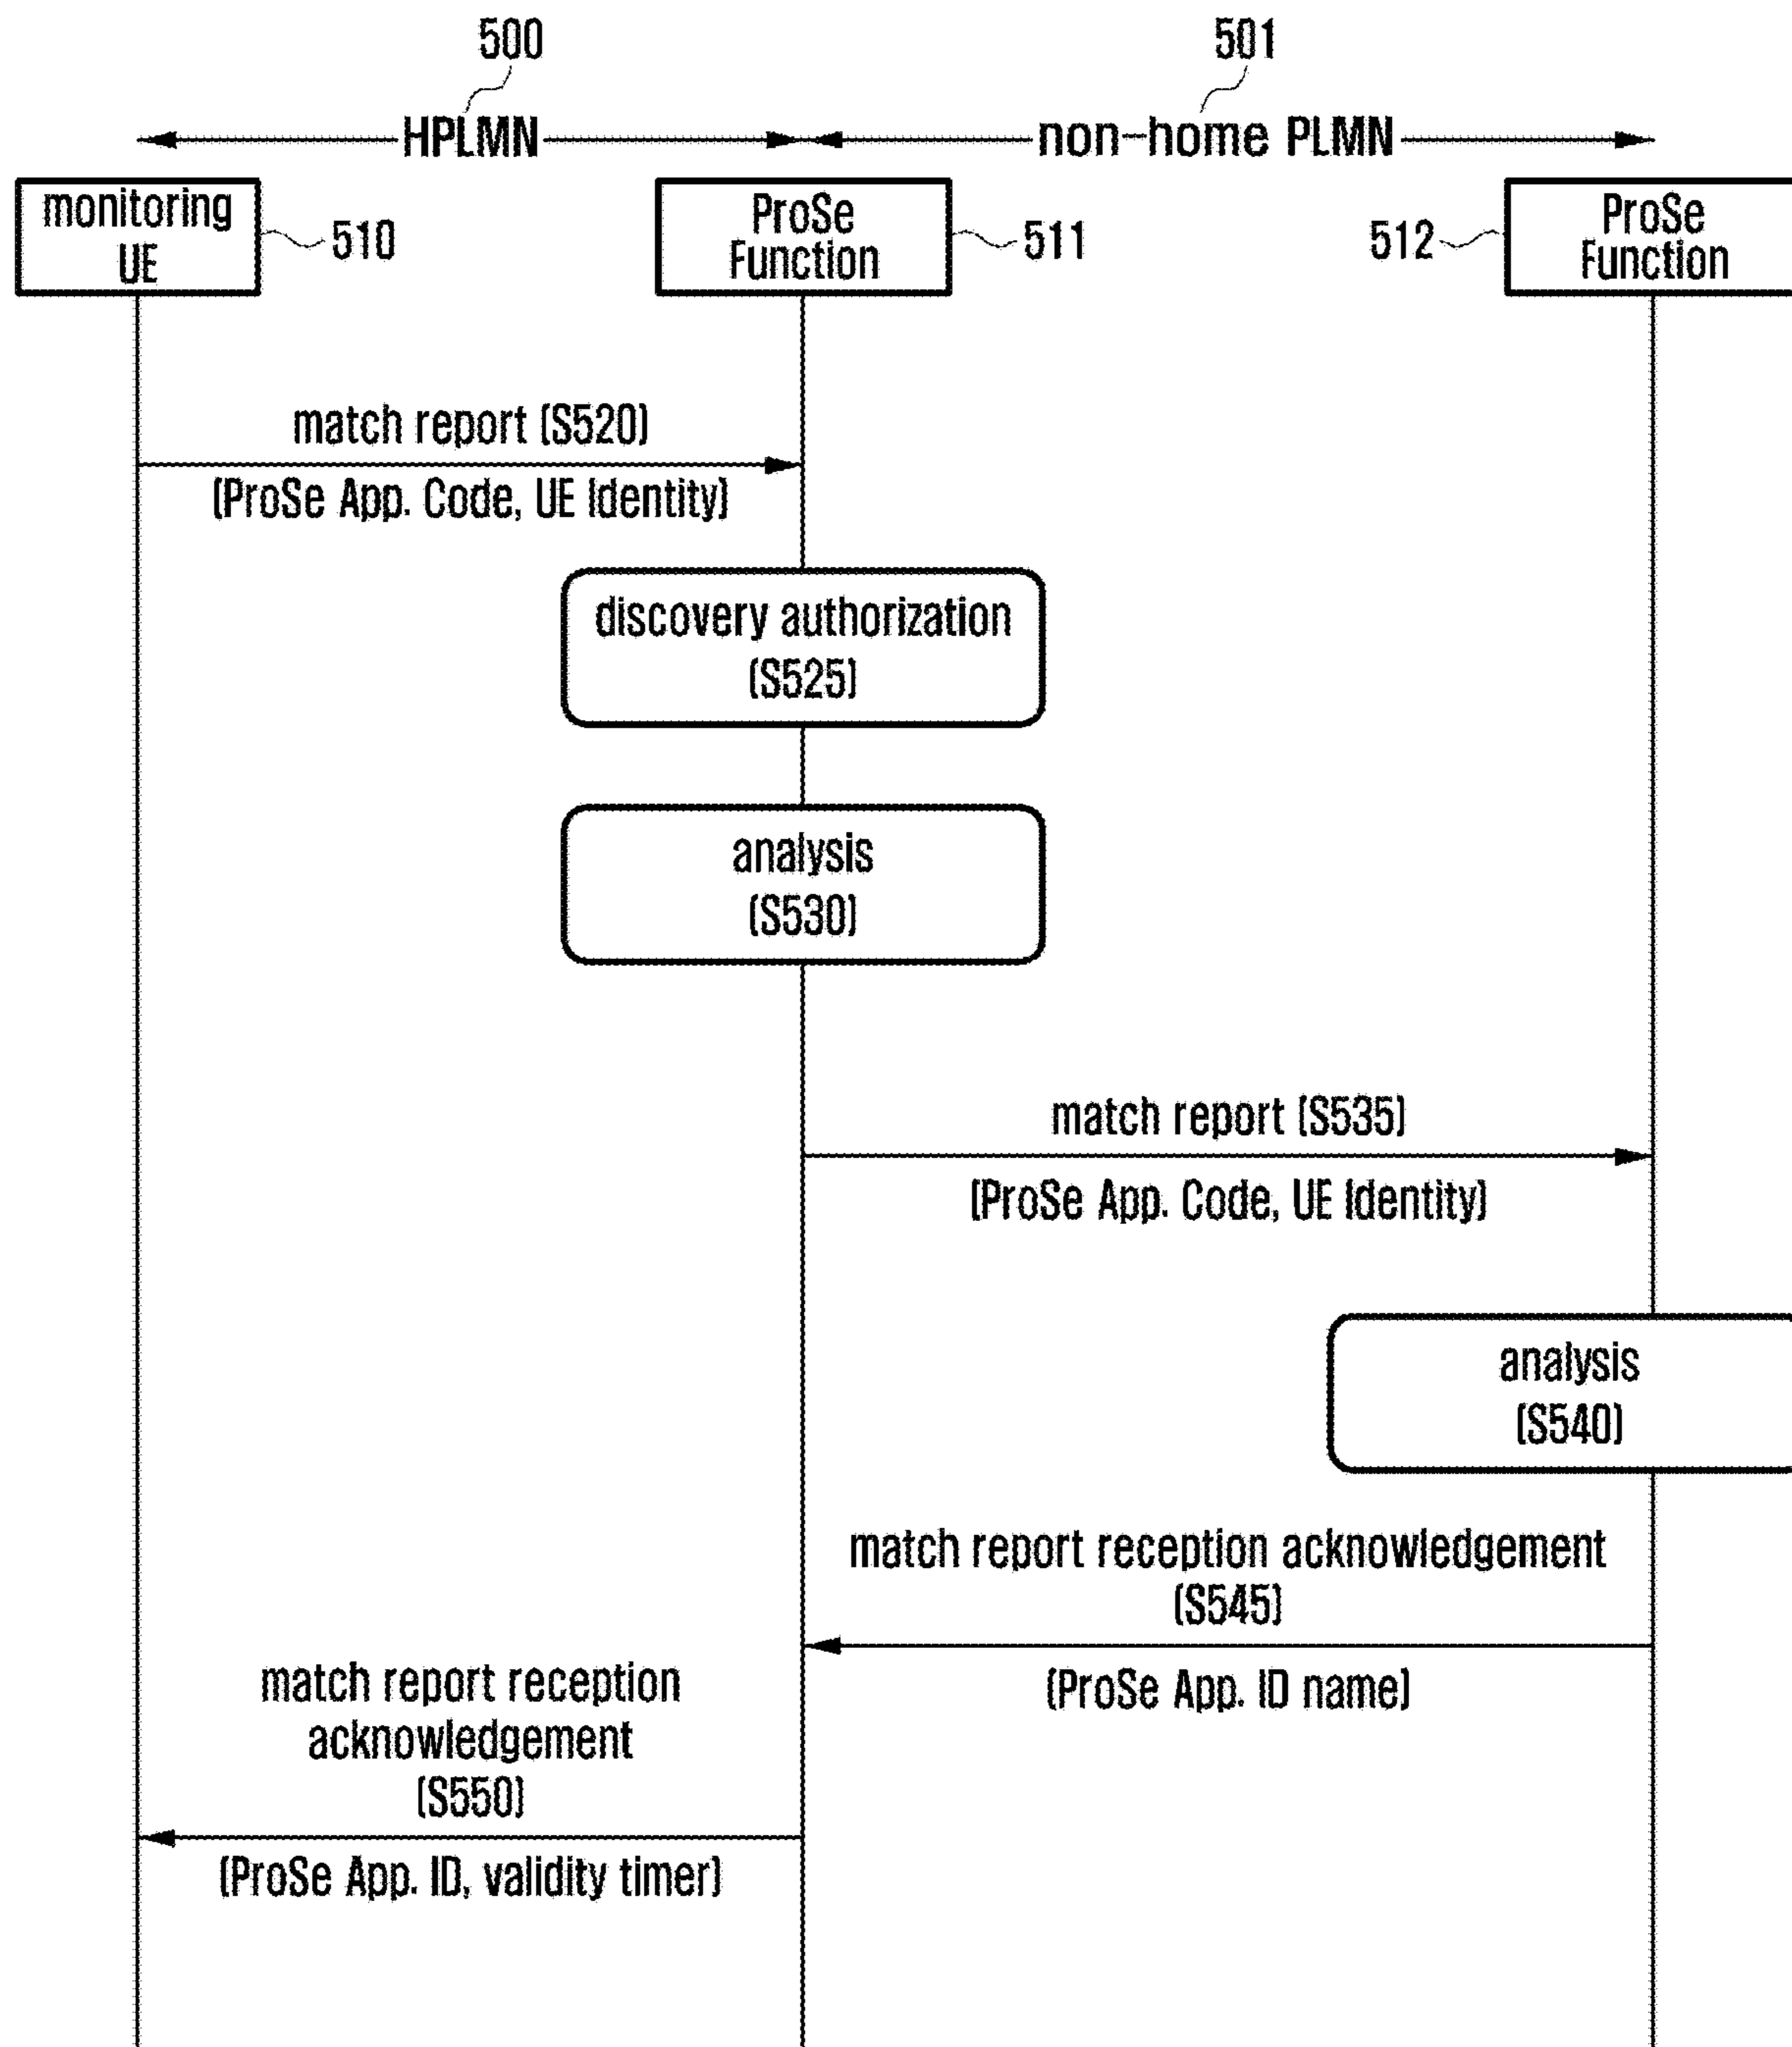 500
501
HPLMN
non-home PLMN
monitoring
UE
510
ProSe
Function
511
512
ProSe
Function
match report (S520)
(ProSe App. Code, UE Identity)
discovery authorization
(S525)
analysis
(S530)
match report (S535)
(ProSe App. Code, UE Identity)
analysis
(S540)
match report reception acknowledgement
(S545)
(ProSe App. ID name)
match report reception
acknowledgement
(S550)
(ProSe App. ID, validity timer)